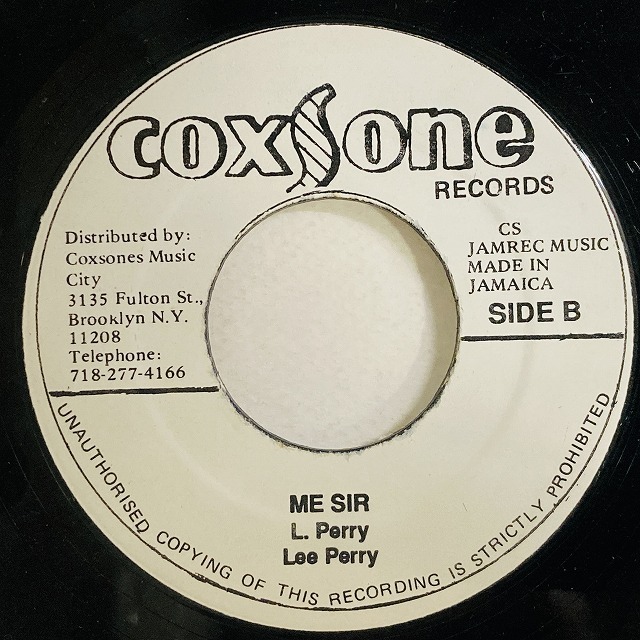 coxsone
RECORDS
Distributed by:
Coxsones Music
City
3135 Fulton St.,
Brooklyn N.Y.
11208
Telephone:
718-277-4166
CS
JAMREC MUSIC
MADE IN
JAMAICA
SIDE B
ME SIR
L. Perry
Lee Perry
UNAUTHORISED COPYING OF THIS RECORDING IS STRICTLY PROHIBITED